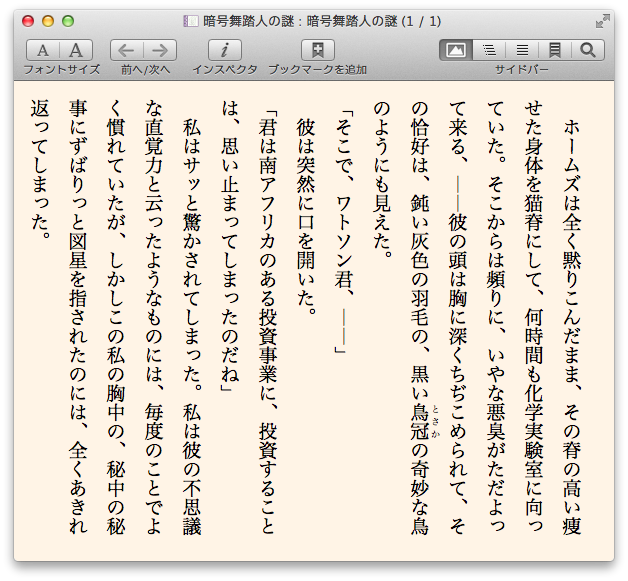 暗号舞踏人の謎：暗号舞踏人の謎 (1 / 1)
A A
フォントサイズ
前へ/次へ
i
インスペクタ
ブックマークを追加
サイドバー
ホームズは全く黙りこんだまま、その脊の高い痩
せた身体を猫脊にして、何時間も化学実験室に向っ
ていた。そこからは頻りに、いやな悪臭がただよっ
て来る、――彼の頭は胸に深くちぢこめられて、そ
の恰好は、鈍い灰色の羽毛の、黒い鳥冠の奇妙な鳥
とさか
のようにも見えた。
「そこで、ワトソン君、――」
彼は突然に口を開いた。
「君は南アフリカのある投資事業に、投資すること
は、思い止まってしまったのだね」
私はサッと驚かされてしまった。私は彼の不思議
な直覚力と云ったようなものには、毎度のことでよ
く慣れていたが、しかしこの私の胸中の、秘中の秘
事にずばりっと図星を指されたのには、全くあきれ
返ってしまった。